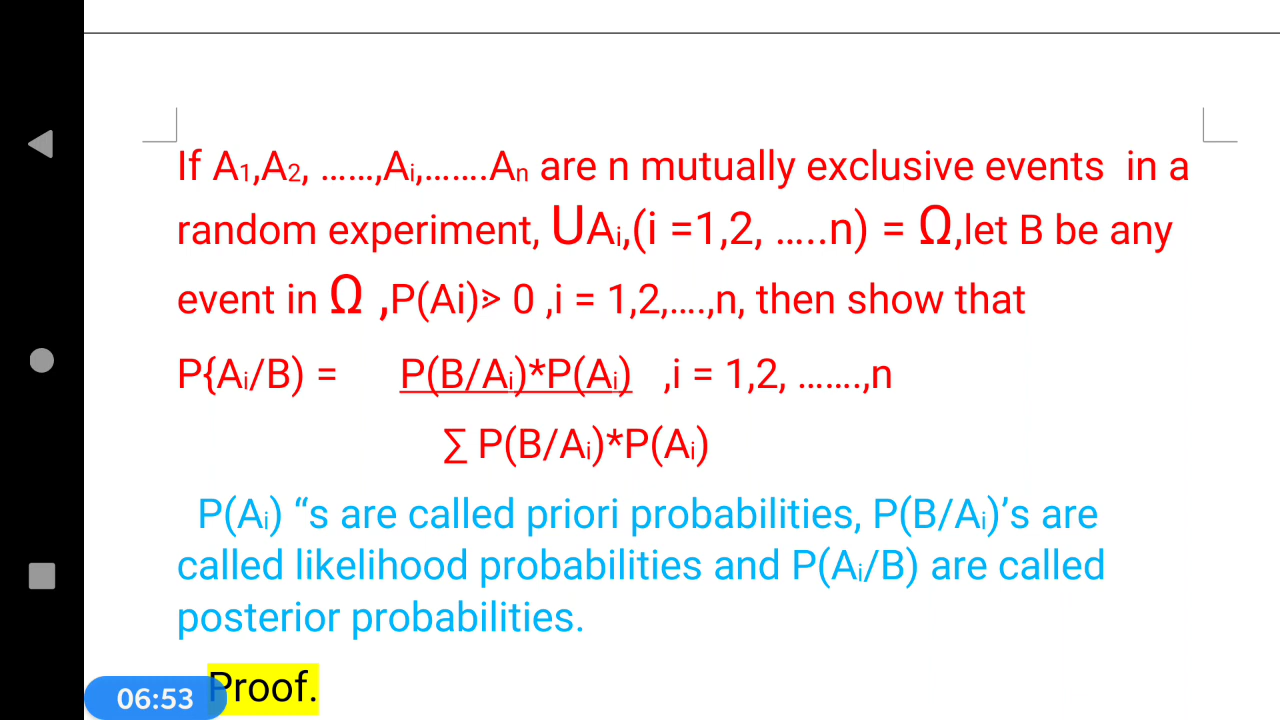 If A₁,A₂, ......,Aᵢ,.......Aₙ are n mutually exclusive events in a
random experiment, UAᵢ,(i =1,2, .....n) = Ω,let B be any
event in Ω ,P(Ai)> 0 ,i = 1,2,....,n, then show that
P{Aᵢ/B) = P(B/Aᵢ)*P(Aᵢ) ,i = 1,2, .......,n
∑ P(B/Aᵢ)*P(Aᵢ)
P(Aᵢ) “s are called priori probabilities, P(B/Aᵢ)’s are
called likelihood probabilities and P(Aᵢ/B) are called
posterior probabilities.
Proof.
06:53